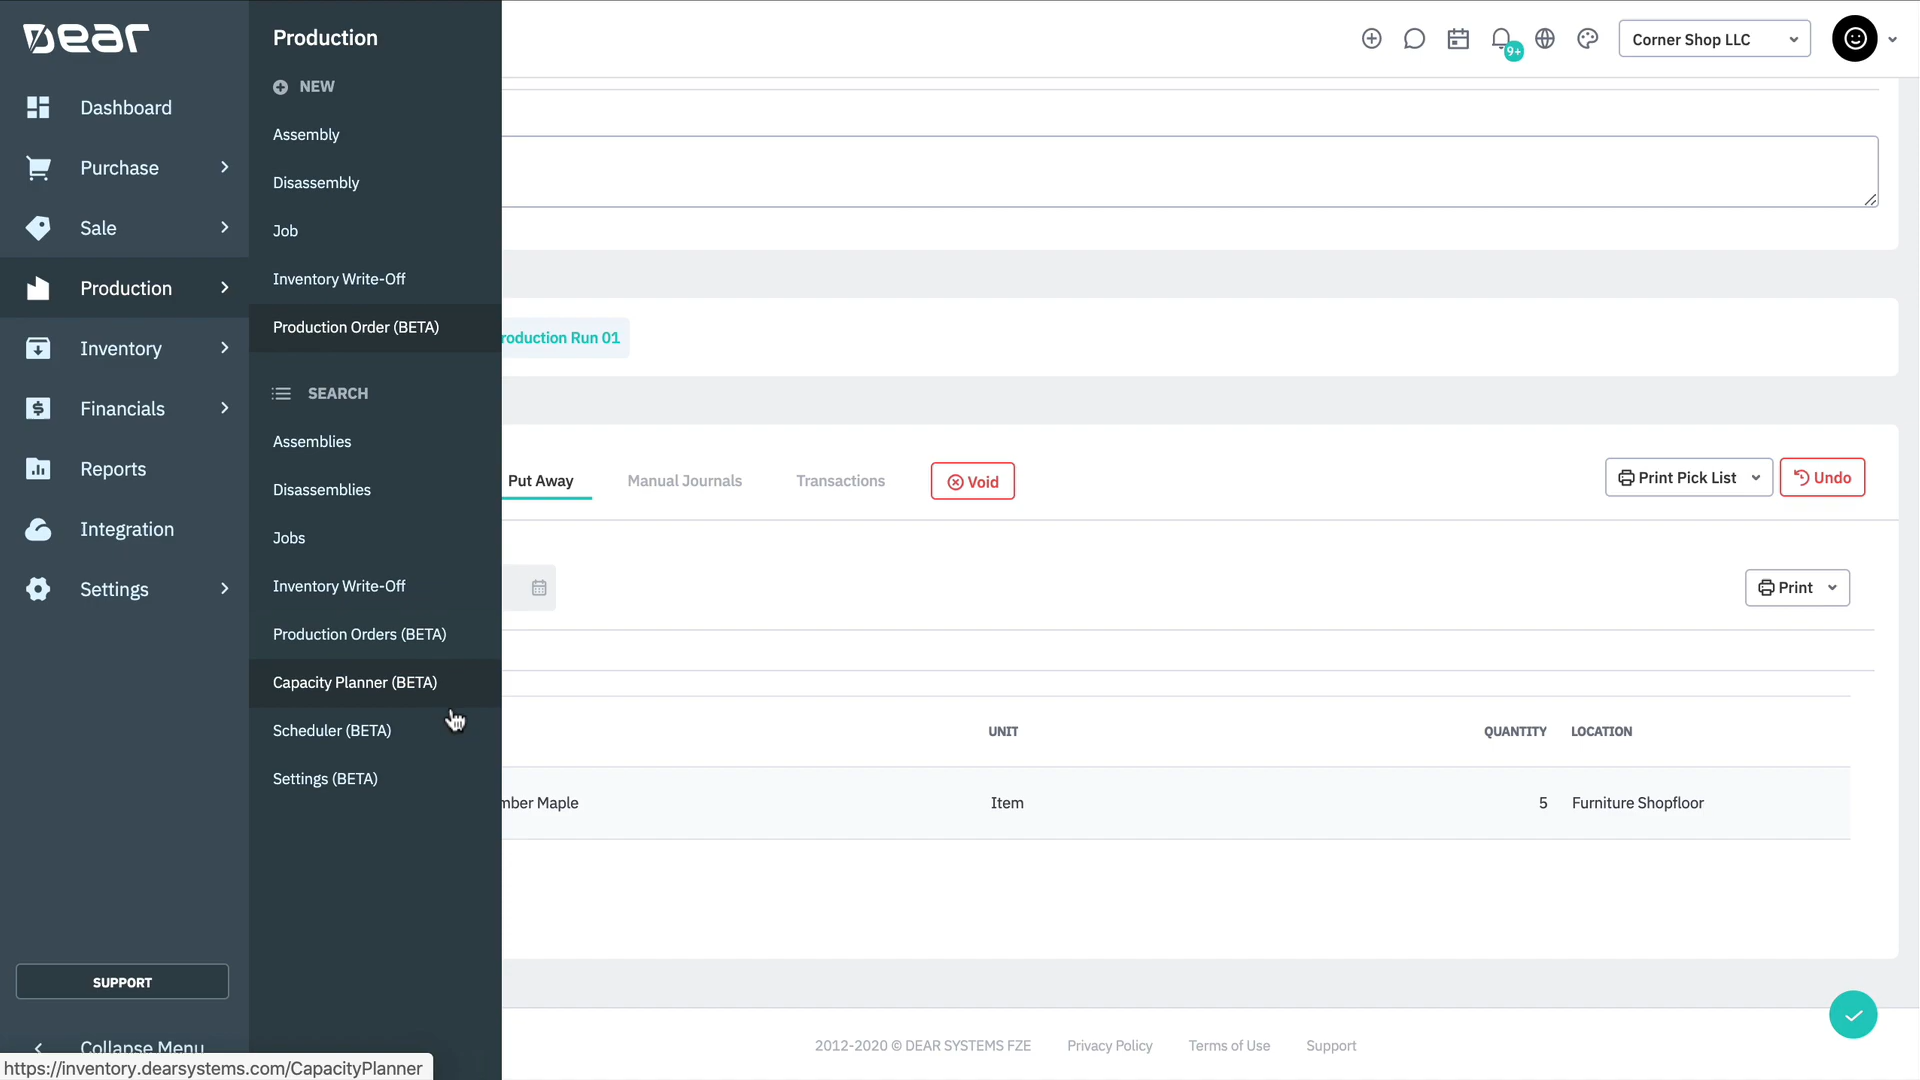 Dear
Dashboard
Purchase
Sale
Production
Inventory
Financials
Reports
Integration
Settings
SUPPORT
Collapse Menu
https://inventory.dearsystems.com/CapacityPlanner
Production
NEW
Assembly
Disassembly
Job
Inventory Write-Off
Production Order (BETA)
SEARCH
Assemblies
Disassemblies
Jobs
Inventory Write-Off
Production Orders (BETA)
Capacity Planner (BETA)
Scheduler (BETA)
Settings (BETA)
9+
Corner Shop LLC
roduction Run 01
Put Away Manual Journals Transactions Void Print Pick List Undo
Print
UNIT QUANTITY LOCATION
mber Maple Item 5 Furniture Shopfloor
2012-2020 © DEAR SYSTEMS FZE Privacy Policy Terms of Use Support